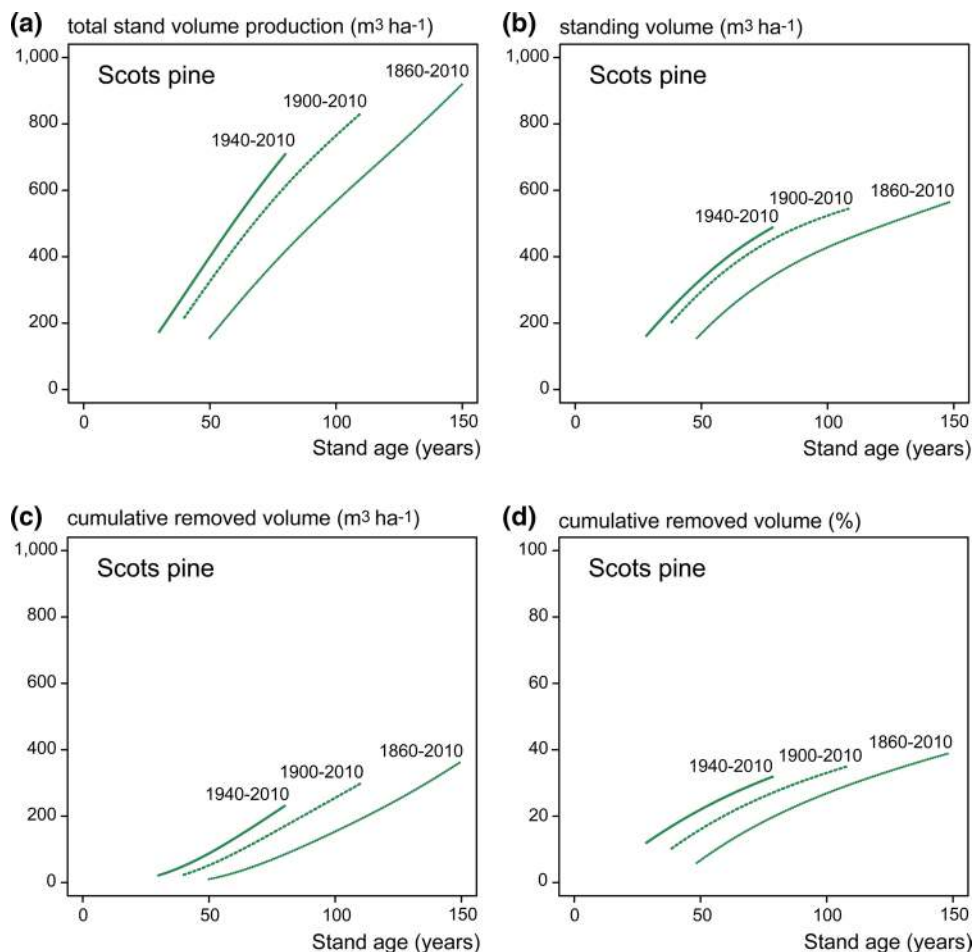 (a) total stand volume production (m³ ha⁻¹)
1,000
Scots pine
1860-2010
1900-2010
800
1940-2010
600
400
200
0
0 50 100 150
Stand age (years)
(b) standing volume (m³ ha⁻¹)
1,000
Scots pine
800
600
1860-2010
1900-2010
1940-2010
400
200
0
0 50 100 150
Stand age (years)
(c) cumulative removed volume (m³ ha⁻¹)
1,000
Scots pine
800
600
400
1860-2010
1900-2010
1940-2010
200
0
0 50 100 150
Stand age (years)
(d) cumulative removed volume (%)
100
Scots pine
80
60
40
1860-2010
1900-2010
1940-2010
20
0
0 50 100 150
Stand age (years)